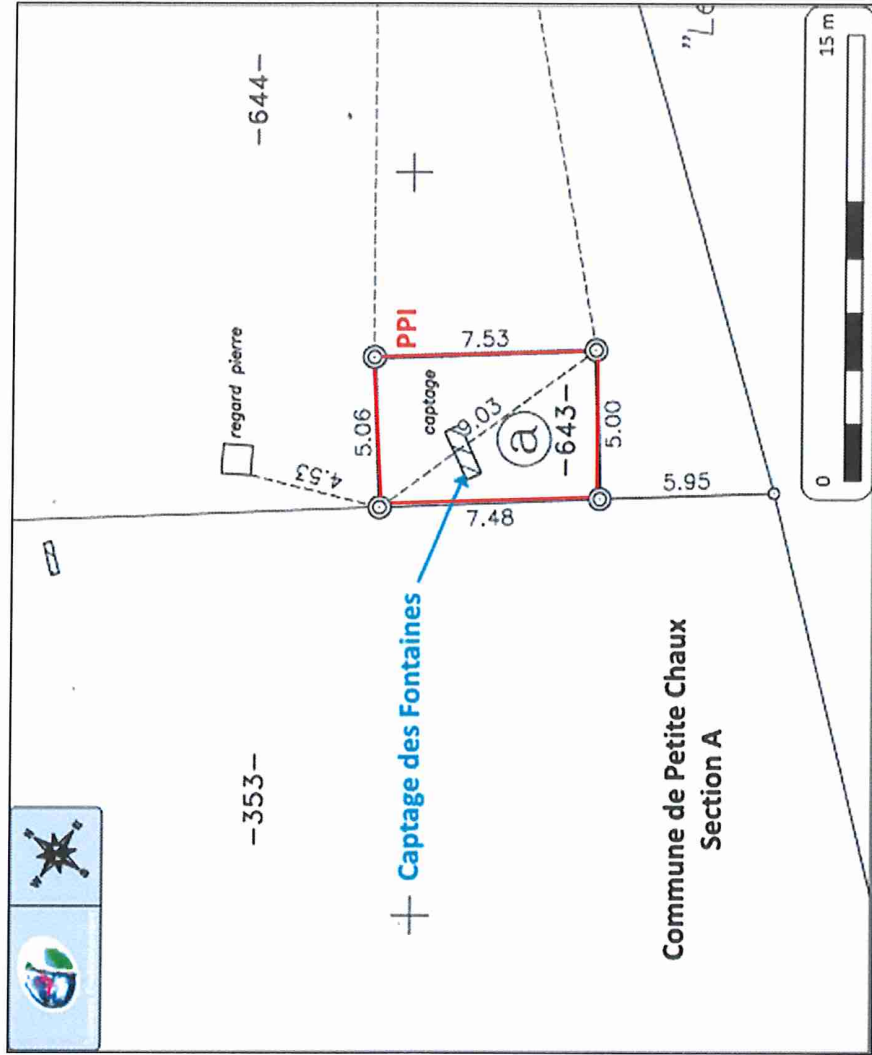 -644-
"Le
15 m
0
regard pierre
4.53
5.06
PPI
captage
7.53
9.03
a
-643-
7.48
5.00
5.95
Captage des Fontaines
-353-
Commune de Petite Chaux
Section A